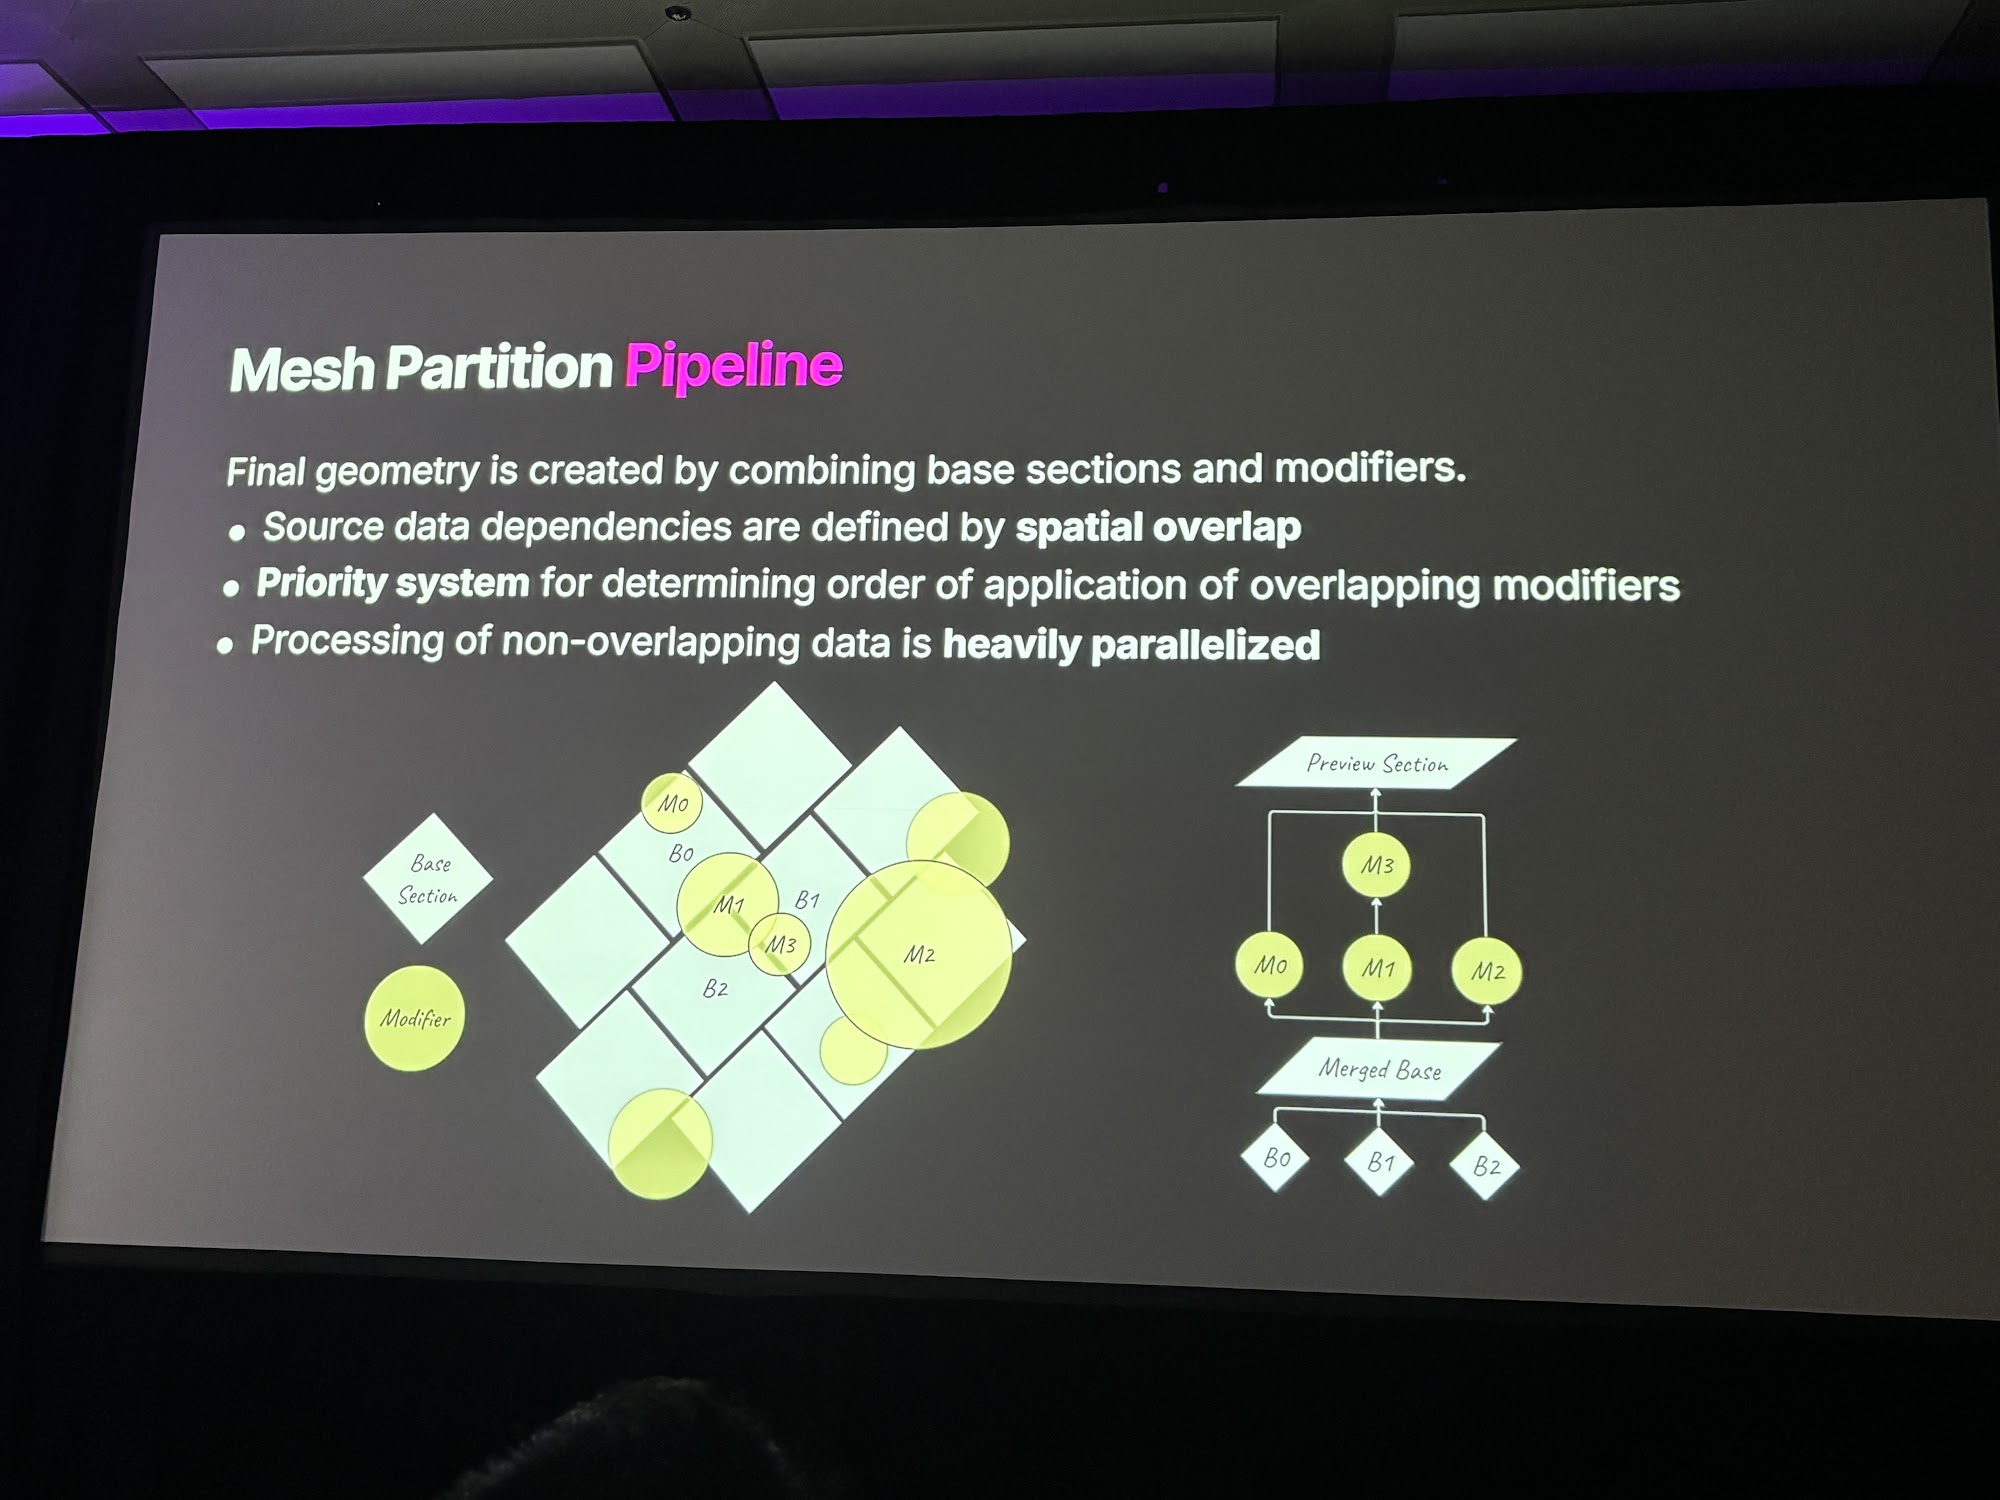 Mesh Partition Pipeline
Final geometry is created by combining base sections and modifiers.
• Source data dependencies are defined by spatial overlap
• Priority system for determining order of application of overlapping modifiers
• Processing of non-overlapping data is heavily parallelized
Base
Section
Modifier
M0
B0
M1
B1
M3
M2
B2
Preview Section
M3
M0
M1
M2
Merged Base
B0
B1
B2